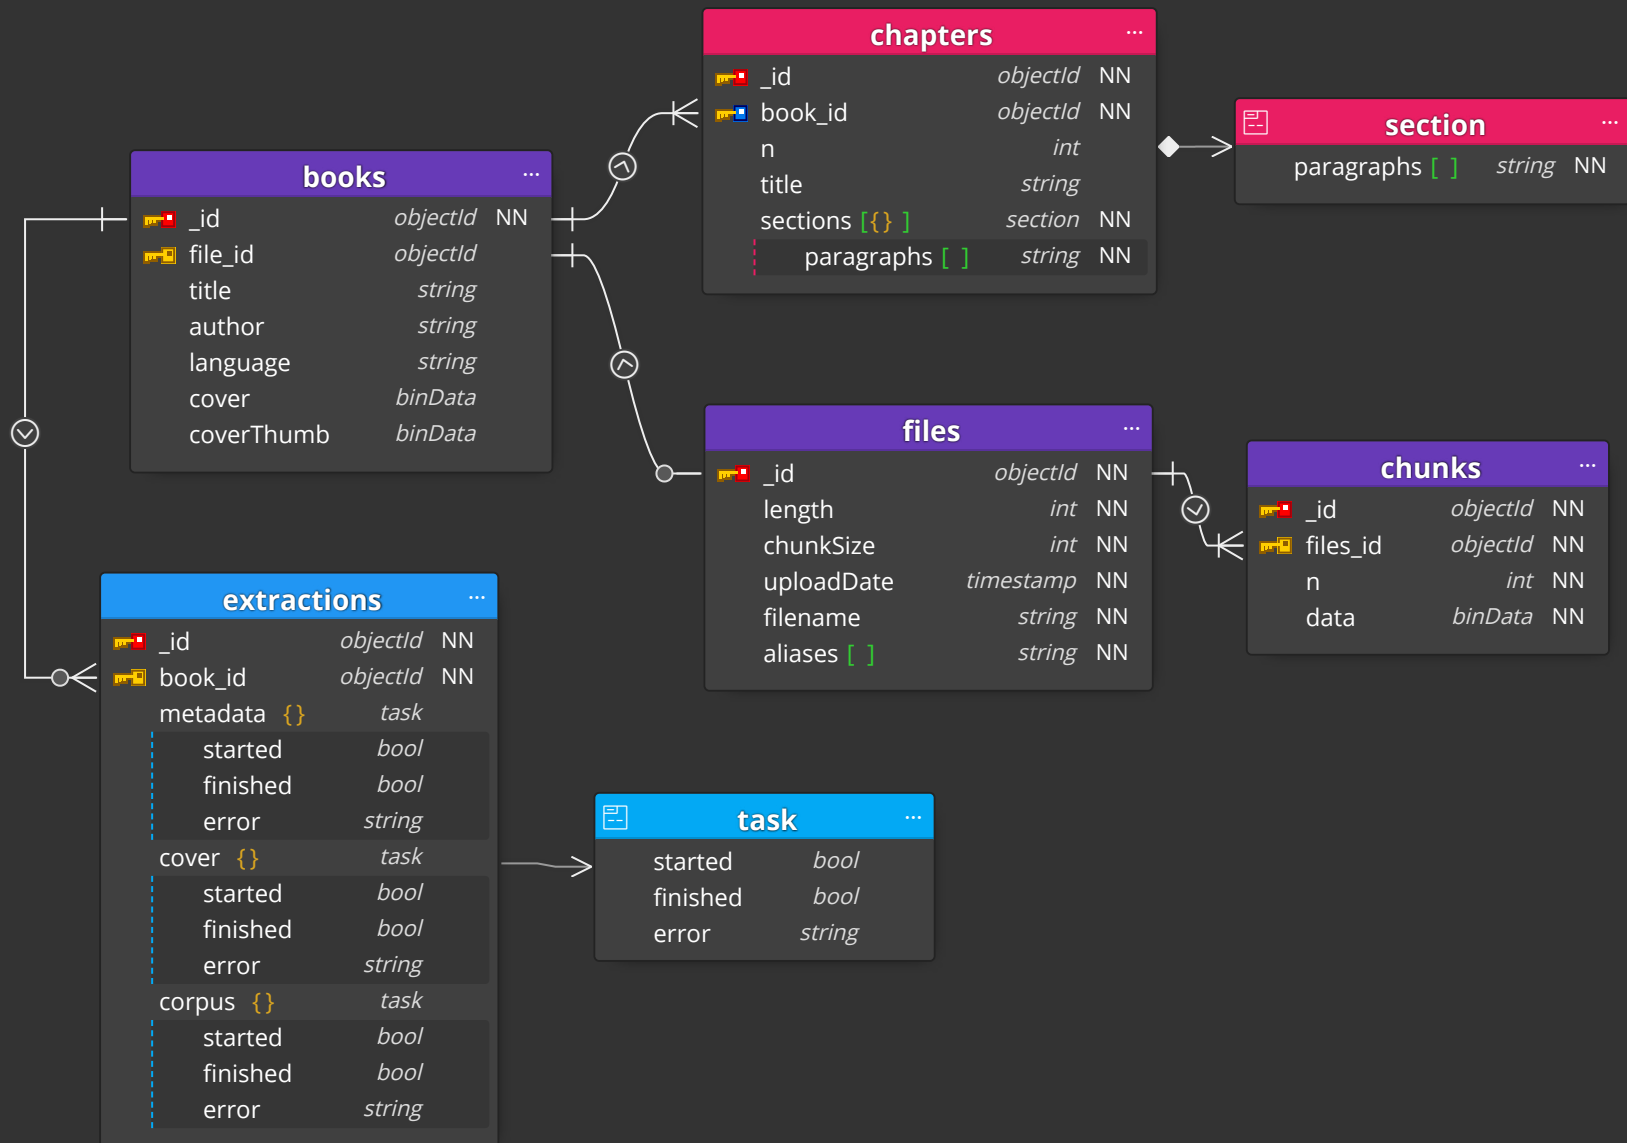 chapters ...
_id objectId NN
book_id objectId NN
n int
title string
sections [{} ] section NN
paragraphs [ ] string NN
section ...
paragraphs [ ] string NN
books ...
_id objectId NN
file_id objectId
title string
author string
language string
cover binData
coverThumb binData
files ...
_id objectId NN
length int NN
chunkSize int NN
uploadDate timestamp NN
filename string NN
aliases [ ] string NN
chunks ...
_id objectId NN
files_id objectId NN
n int NN
data binData NN
extractions ...
_id objectId NN
book_id objectId NN
metadata {} task
started bool
finished bool
error string
cover {} task
started bool
finished bool
error string
corpus {} task
started bool
finished bool
error string
task ...
started bool
finished bool
error string